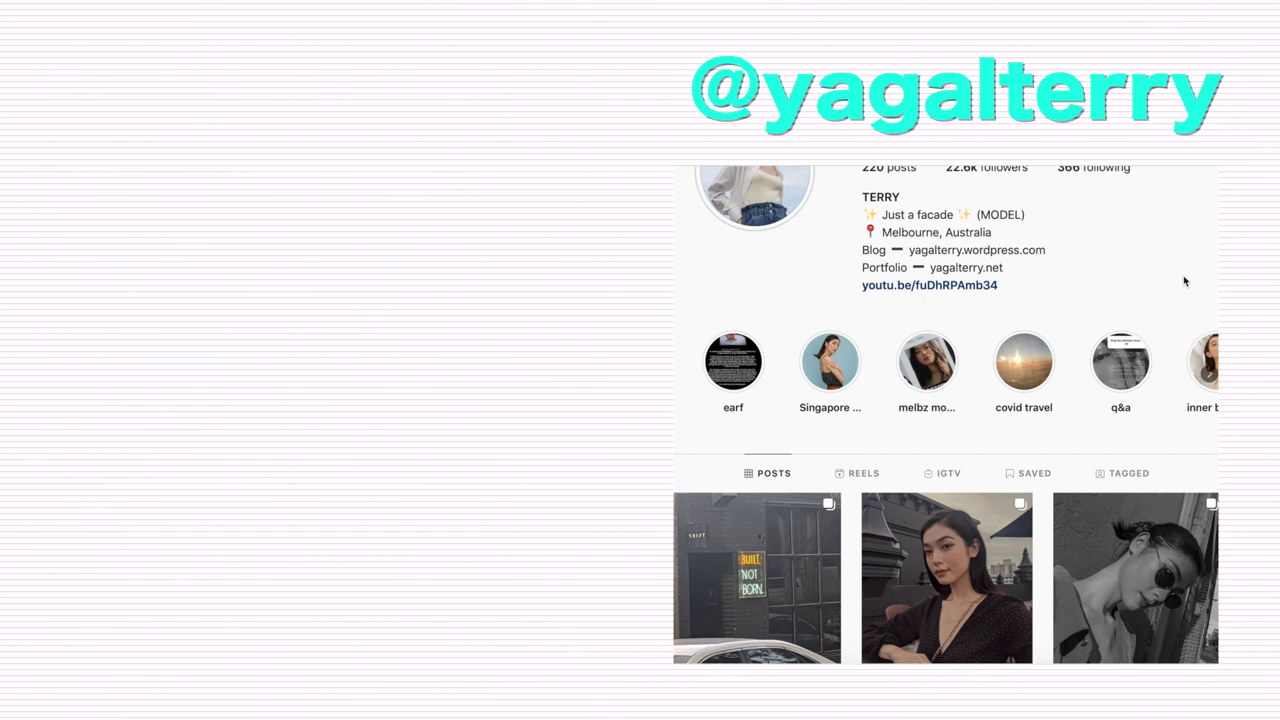 @yagalterry
220 posts 22.6k followers 366 following
TERRY
✨ Just a facade ✨ (MODEL)
📍 Melbourne, Australia
Blog ➖ yagalterry.wordpress.com
Portfolio ➖ yagalterry.net
youtu.be/fuDhRPAmb34
earf
Singapore ...
melbz mo...
covid travel
q&a
inner b
POSTS
REELS
IGTV
SAVED
TAGGED
BUILT
NOT
BORN.